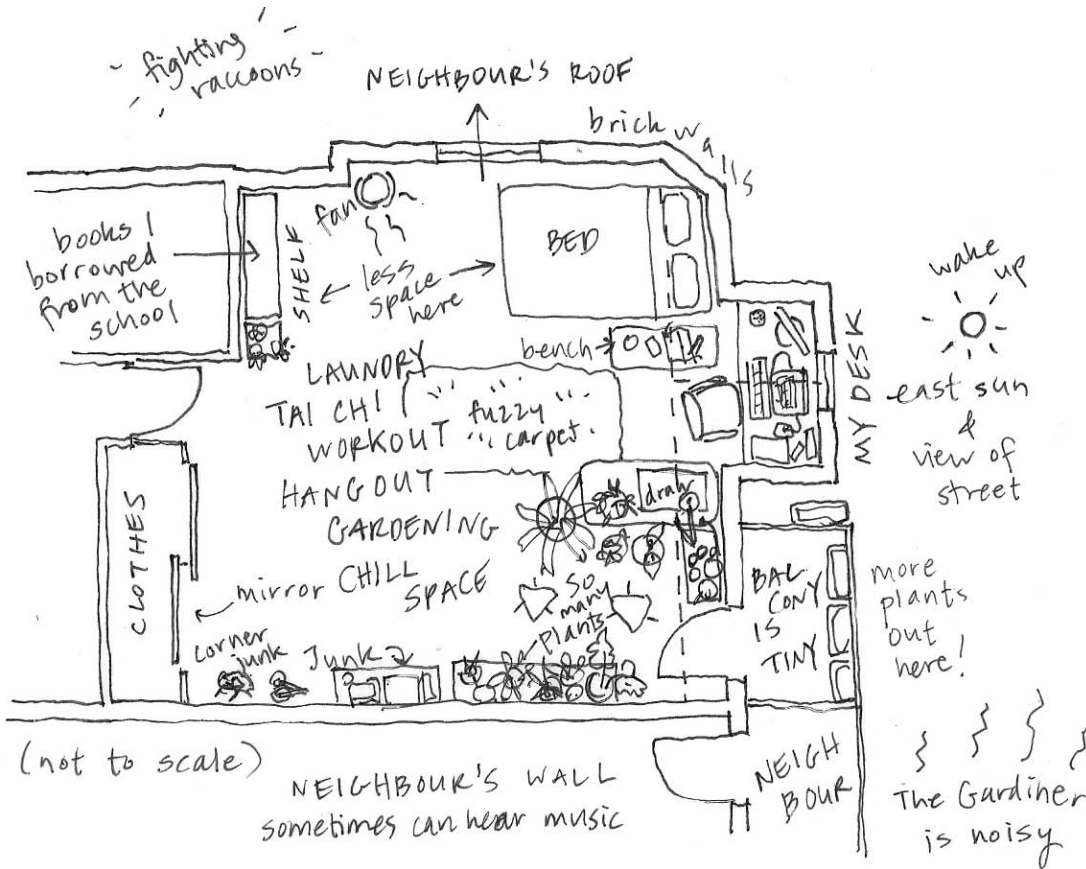 fighting
raccoons
NEIGHBOUR'S ROOF
brick walls
books I
borrowed
from the
school
SHELF
fan
less
space
here
BED
bench
MY DESK
wake
up
east sun
&
view of
street
LAUNDRY
TAI CHI
WORKOUT
HANGOUT
GARDENING
CHILL
SPACE
fuzzy
carpet
draw
CLOTHES
mirror
corner
junk
Junk
so
many
plants
BAL-
CONY
IS
TINY
more
plants
out
here!
(not to scale)
NEIGHBOUR'S WALL
sometimes can hear music
NEIGH
BOUR
The Gardiner
is noisy